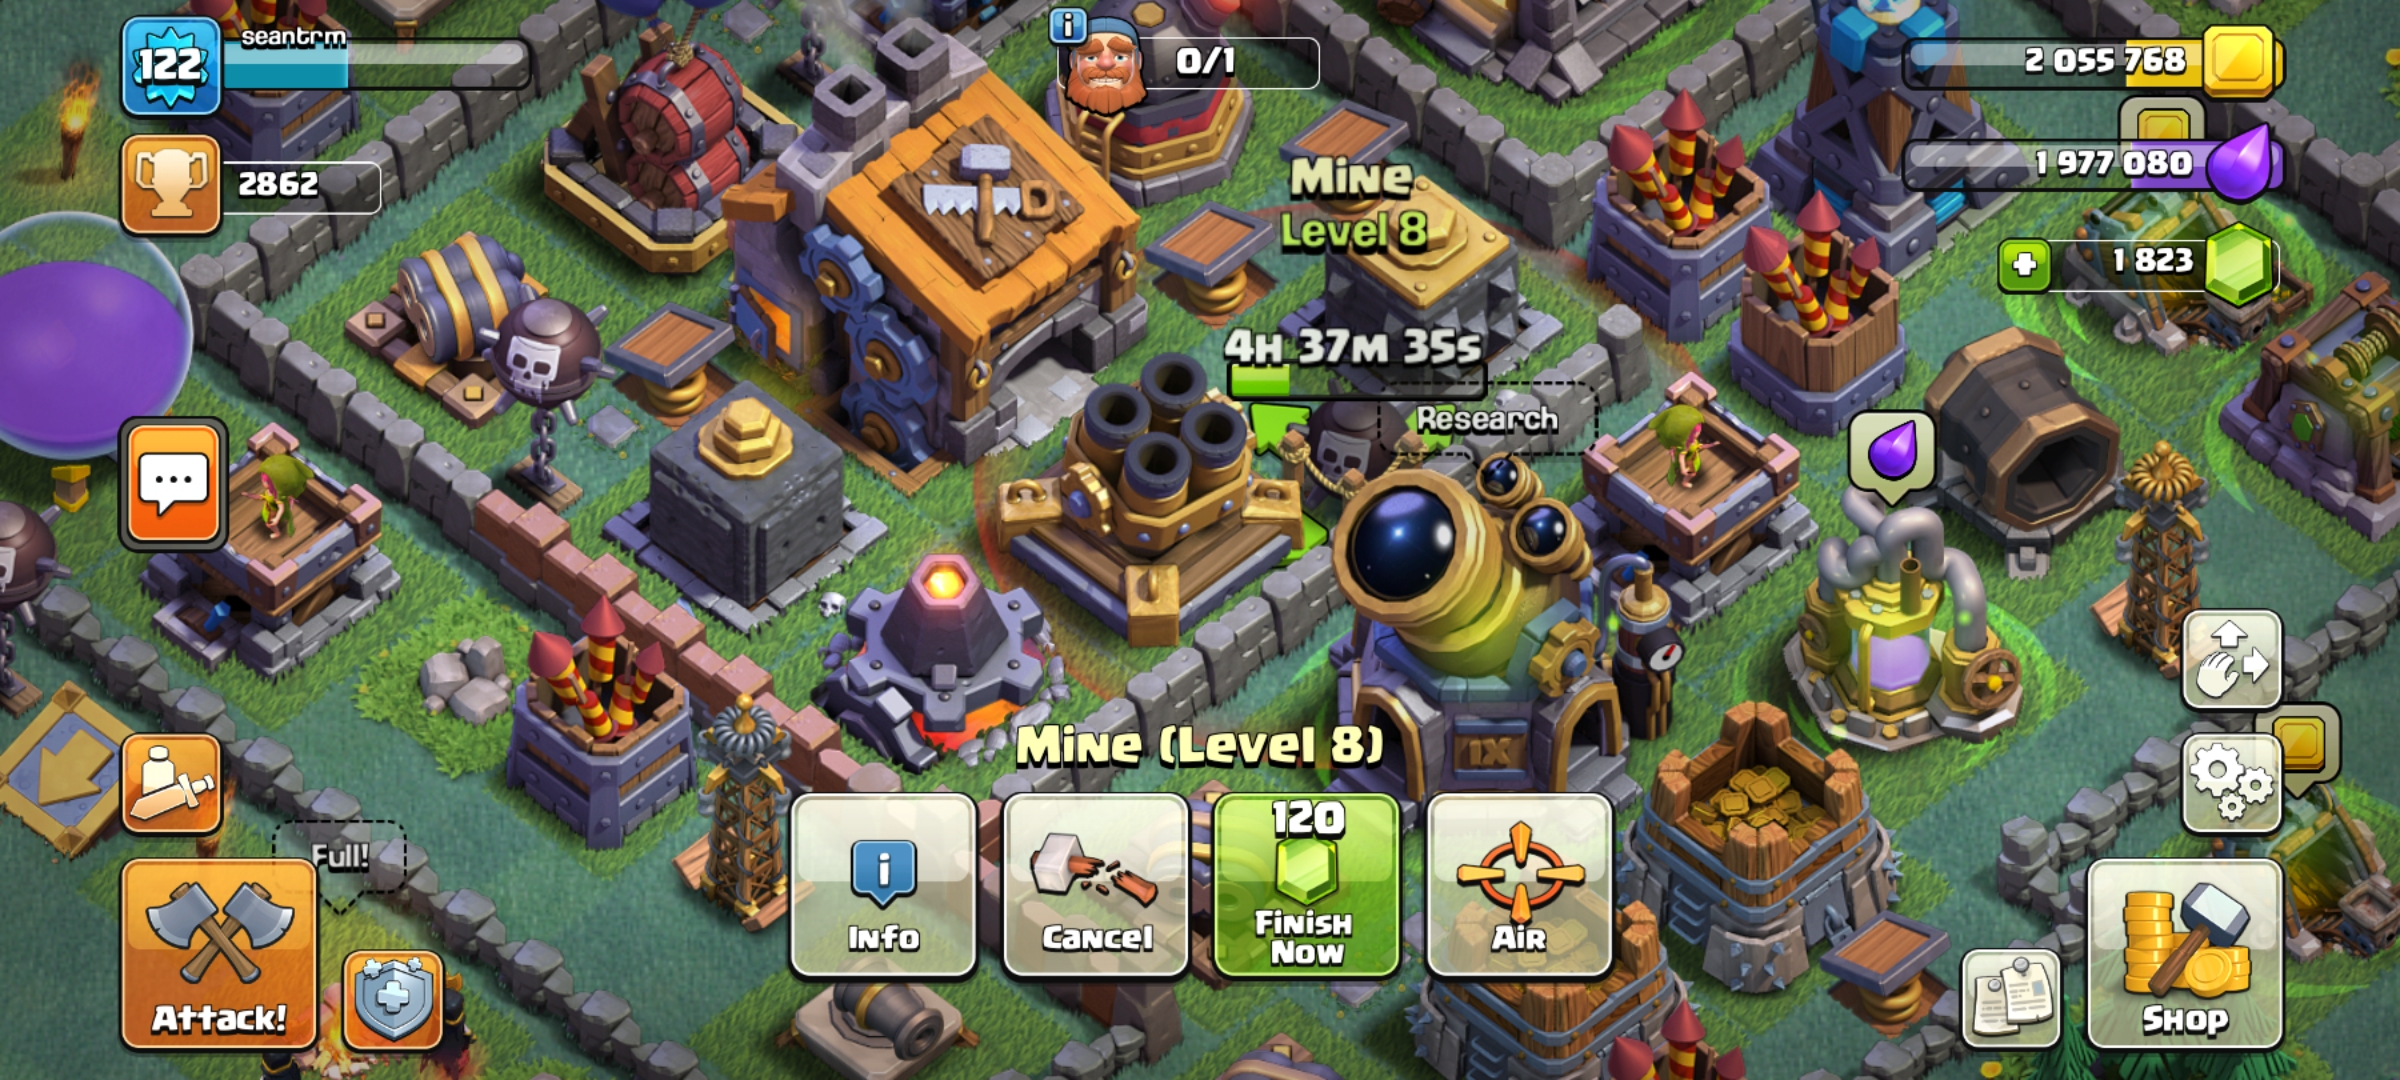 122
seantrm
0/1
2 055 768
2862
1 977 080
1 823
Mine
Level 8
4H 37M 35s
Research
IX
Mine (Level 8)
Full!
Attack!
Info
Cancel
120
Finish
Now
Air
Shop